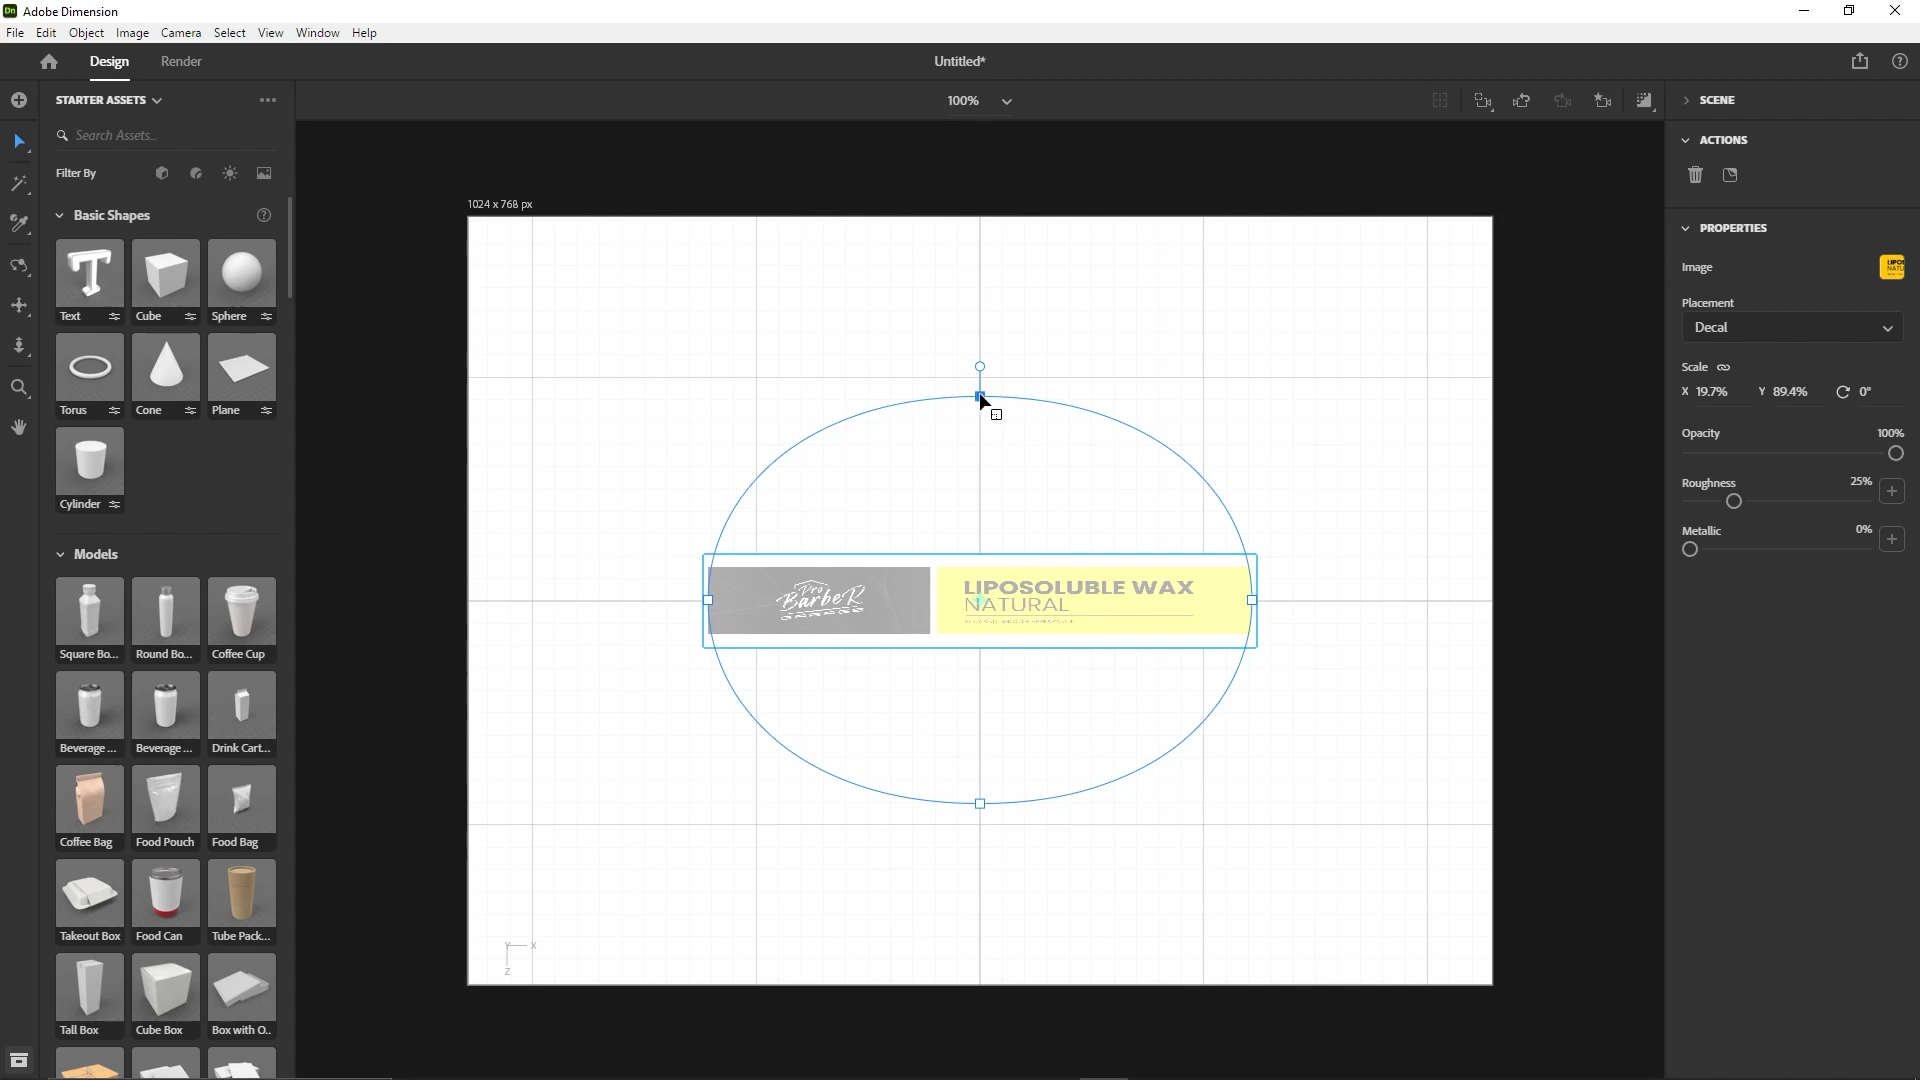 Adobe Dimension
File Edit Object Image Camera Select View Window Help
Design Render Untitled*
STARTER ASSETS
Search Assets...
100%
SCENE
ACTIONS
Filter By
Basic Shapes
Text Cube Sphere
Torus Cone Plane
Cylinder
Models
Square Bo... Round Bo... Coffee Cup
Beverage ... Beverage ... Drink Cart...
Coffee Bag Food Pouch Food Bag
Takeout Box Food Can Tube Pack...
Tall Box Cube Box Box with O...
1024 x 768 px
Pro
BarbeR
LIPOSOLUBLE WAX
NATURAL
Y X
Z
PROPERTIES
Image
Placement
Decal
Scale
X 19.7% Y 89.4% 0°
Opacity 100%
Roughness 25%
Metallic 0%